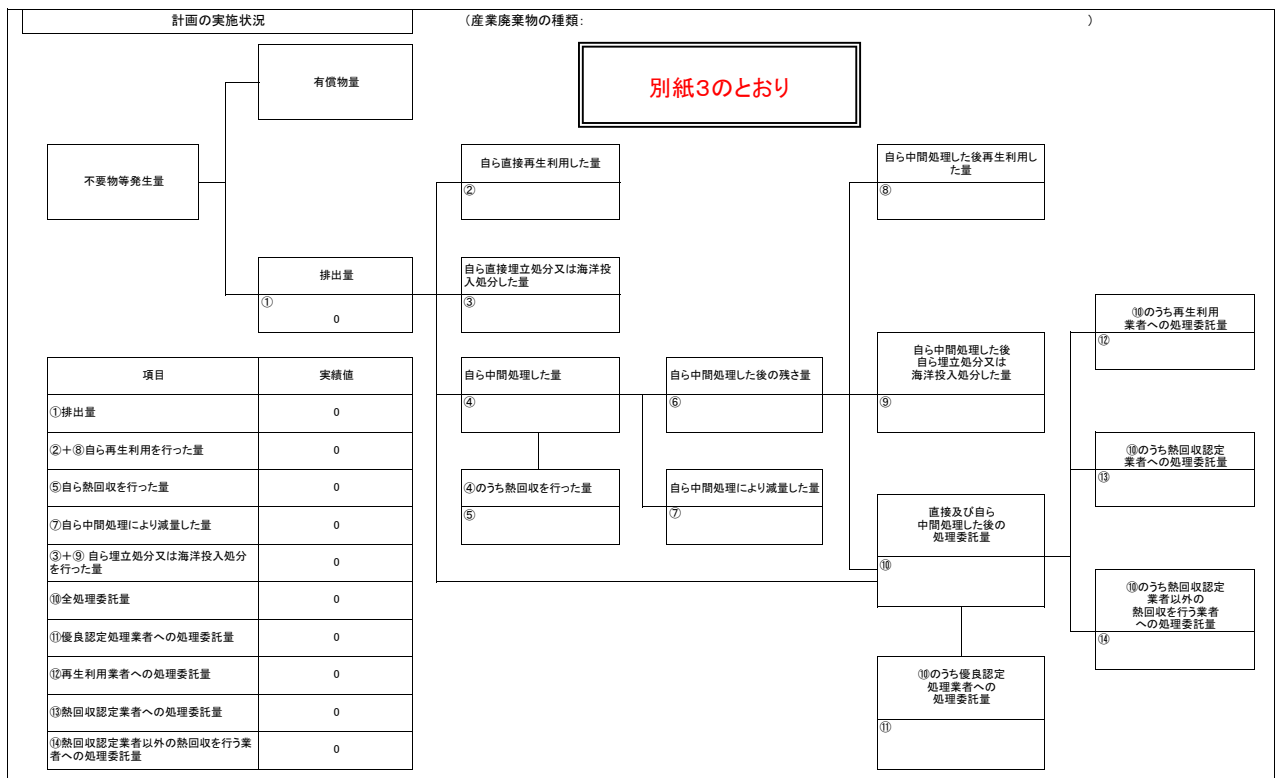 計画の実施状況
（産業廃棄物の種類： ）
有償物量
別紙３のとおり
不要物等発生量
自ら直接再生利用した量
②
自ら中間処理した後再生利用し
た量
⑧
排出量
①
0
自ら直接埋立処分又は海洋投
入処分した量
③
⑩のうち再生利用
業者への処理委託量
⑫
自ら中間処理した量
④
自ら中間処理した後の残さ量
⑥
自ら中間処理した後
自ら埋立処分又は
海洋投入処分した量
⑨
⑩のうち熱回収認定
業者への処理委託量
⑬
④のうち熱回収を行った量
⑤
自ら中間処理により減量した量
⑦
直接及び自ら
中間処理した後の
処理委託量
⑩
⑩のうち熱回収認定
業者以外の
熱回収を行う業者
への処理委託量
⑭
⑩のうち優良認定
処理業者への
処理委託量
⑪
項目 実績値
①排出量 0
②＋⑧自ら再生利用を行った量 0
⑤自ら熱回収を行った量 0
⑦自ら中間処理により減量した量 0
③＋⑨ 自ら埋立処分又は海洋投入処分
を行った量 0
⑩全処理委託量 0
⑪優良認定処理業者への処理委託量 0
⑫再生利用業者への処理委託量 0
⑬熱回収認定業者への処理委託量 0
⑭熱回収認定業者以外の熱回収を行う業
者への処理委託量 0